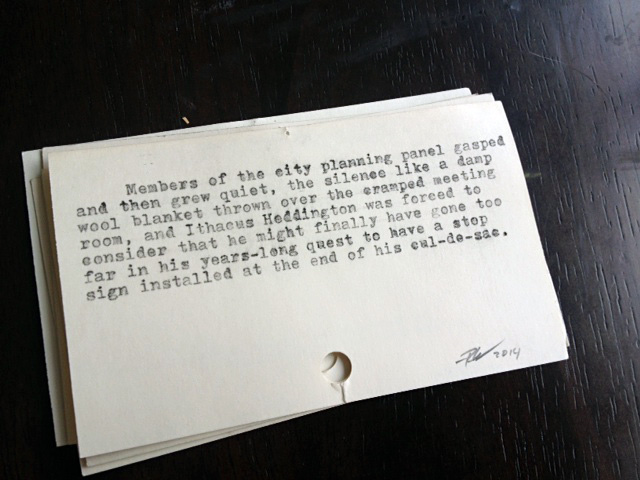 Members of the city planning panel gasped
and then grew quiet, the silence like a damp
wool blanket thrown over the cramped meeting
room, and Ithacus Heddington was forced to
consider that he might finally have gone too
far in his years-long quest to have a stop
sign installed at the end of his cul-de-sac.
2014